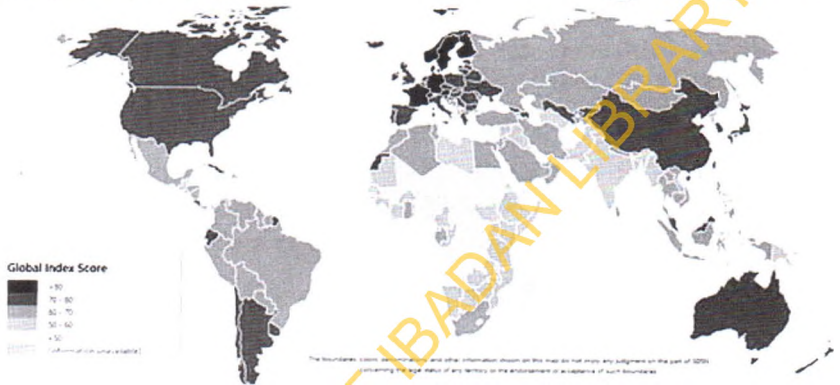 IBADAN LIBRARY
Global Index Score
>80
70 - 80
60 - 70
50 - 60
<50
Information unavailable
The boundaries, colors, denominations and other information shown on this map do not imply any judgment on the part of SDSN
concerning the legal status of any territory or the endorsement or acceptance of such boundaries